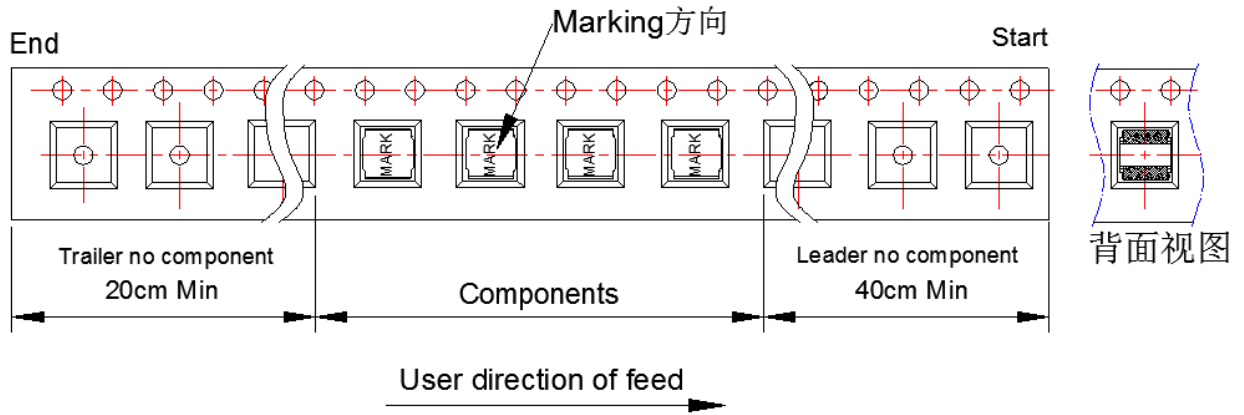 Marking方向
End
Start
MARK
MARK
MARK
MARK
背面视图
Trailer no component
20cm Min
Components
Leader no component
40cm Min
User direction of feed